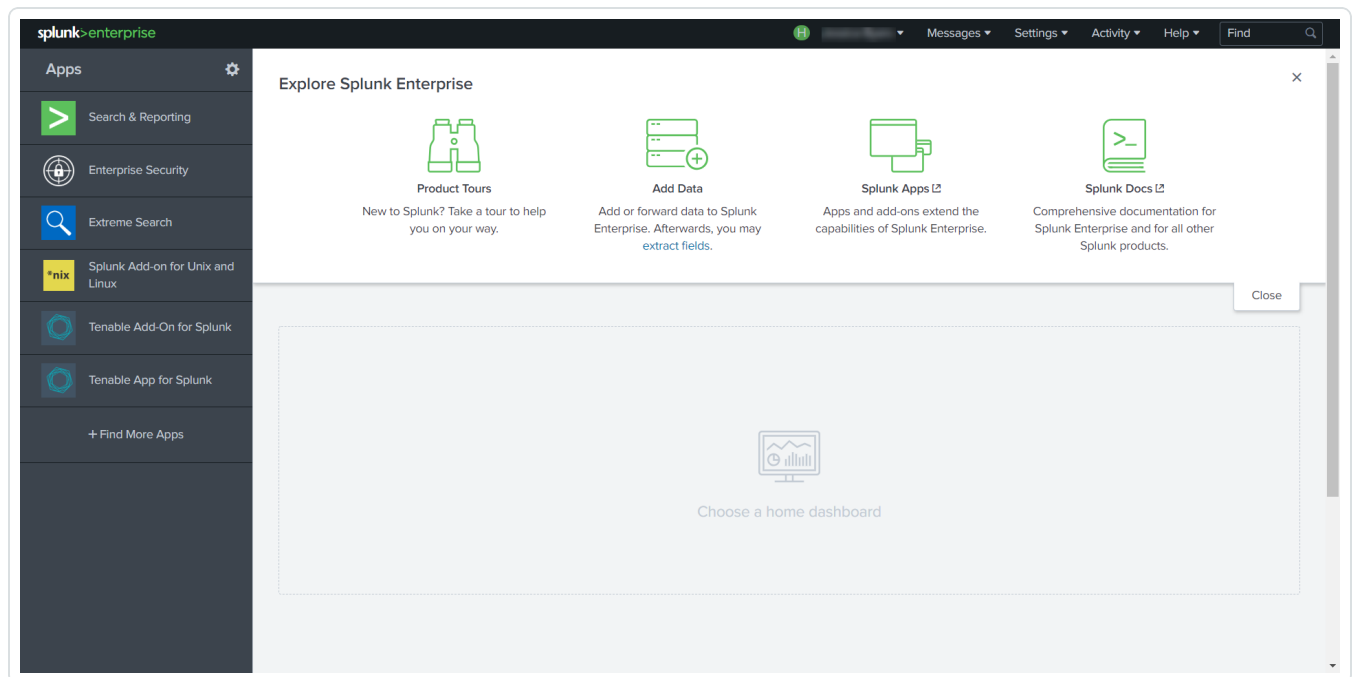 splunk>enterprise
H
Messages
Settings
Activity
Help
Find
Apps
Search & Reporting
Enterprise Security
Extreme Search
*nix
Splunk Add-on for Unix and
Linux
Tenable Add-On for Splunk
Tenable App for Splunk
+ Find More Apps
Explore Splunk Enterprise
Product Tours
New to Splunk? Take a tour to help
you on your way.
Add Data
Add or forward data to Splunk
Enterprise. Afterwards, you may
extract fields.
Splunk Apps
Apps and add-ons extend the
capabilities of Splunk Enterprise.
>_
Splunk Docs
Comprehensive documentation for
Splunk Enterprise and for all other
Splunk products.
Close
Choose a home dashboard